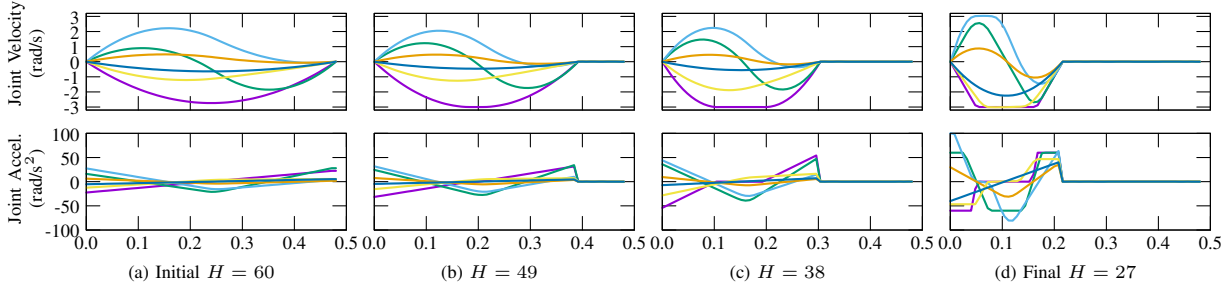 Joint Velocity
(rad/s)
3
2
1
0
-1
-2
3
Joint Accel.
(rad/s²)
100
50
0
-50
-100
0.0 0.1 0.2 0.3 0.4 0.5
0.0 0.1 0.2 0.3 0.4 0.5
0.0 0.1 0.2 0.3 0.4 0.5
0.0 0.1 0.2 0.3 0.4 0.5
(a) Initial H = 60
(b) H = 49
(c) H = 38
(d) Final H = 27